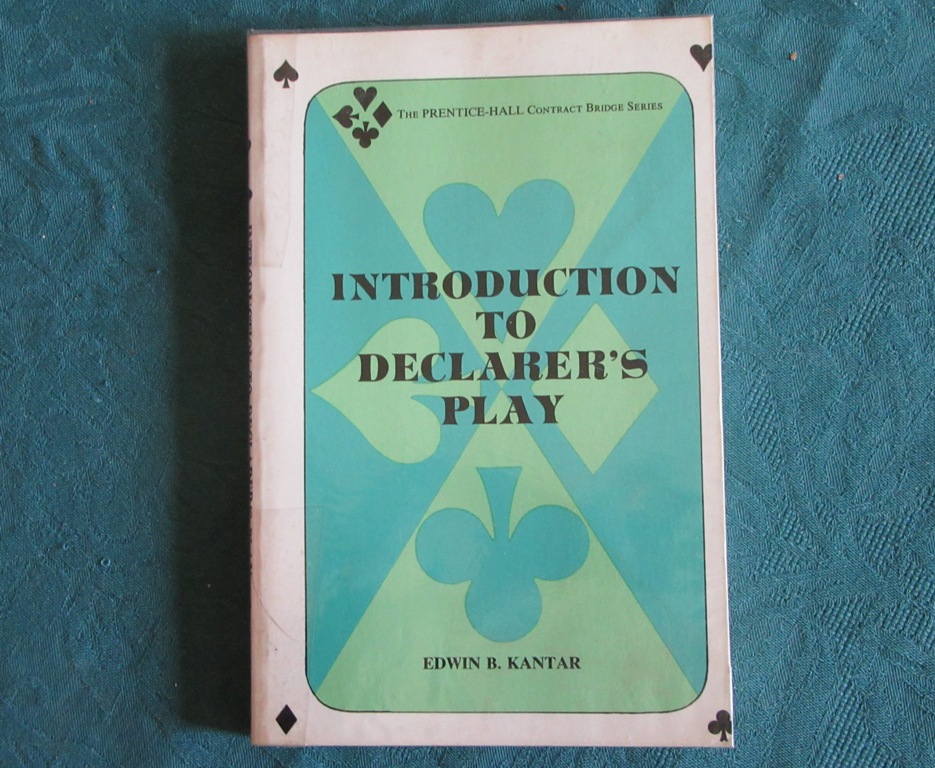 The PRENTICE-HALL Contract Bridge Series
INTRODUCTION
TO
DECLARER'S
PLAY
EDWIN B. KANTAR